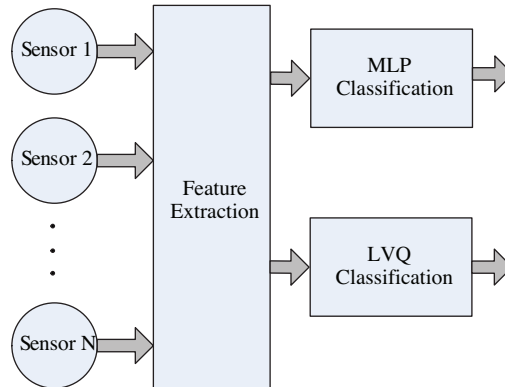 Sensor 1
Sensor 2
Sensor N
Feature
Extraction
MLP
Classification
LVQ
Classification